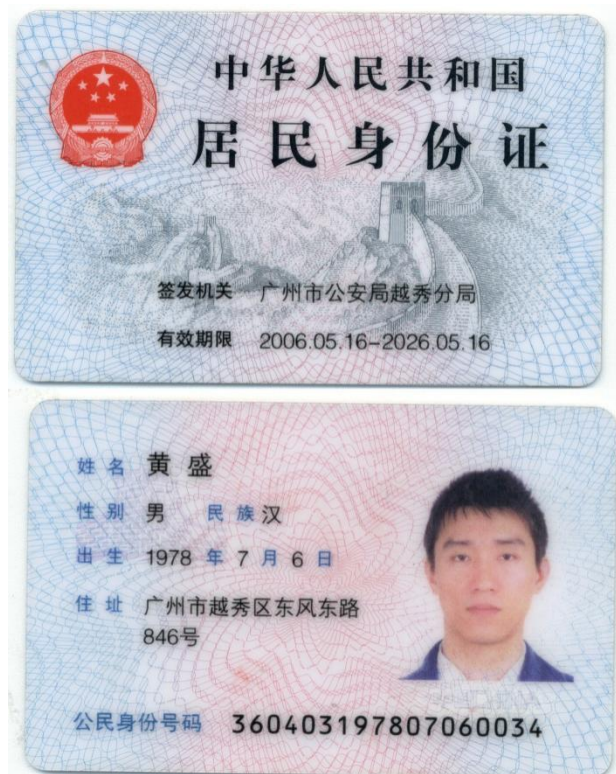 中华人民共和国
居民身份证
签发机关 广州市公安局越秀分局
有效期限 2006.05.16-2026.05.16
姓名 黄盛
性别 男 民族 汉
出生 1978 年 7 月 6 日
住址 广州市越秀区东风东路
846号
公民身份号码 360403197807060034